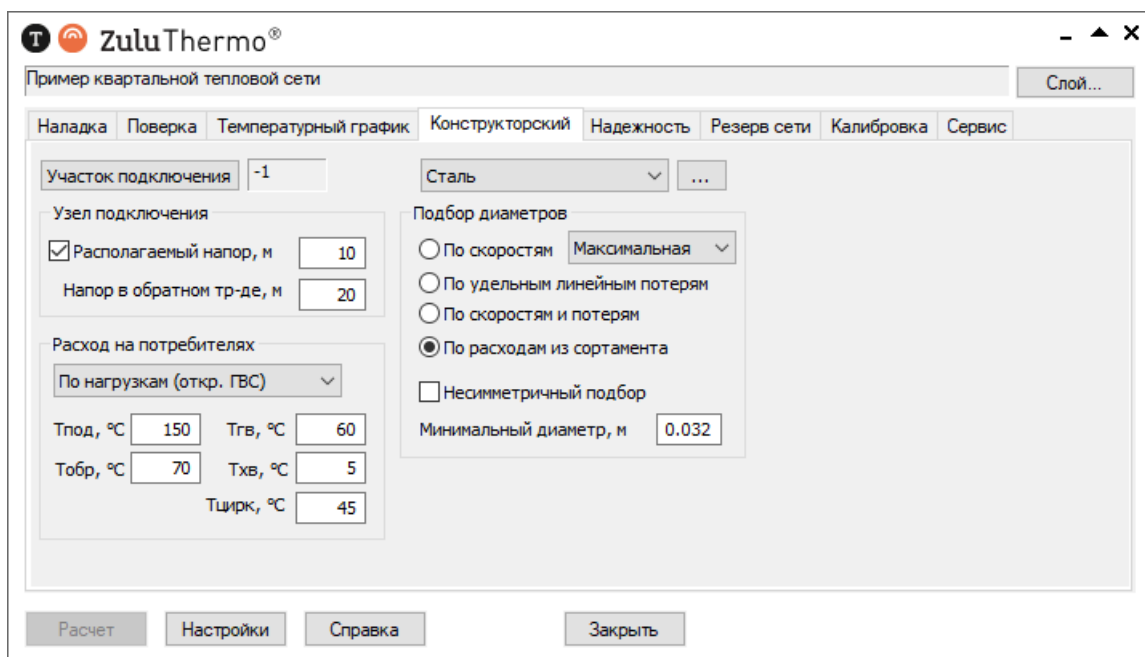 ZuluThermo®
Пример квартальной тепловой сети
Слой...
Наладка Поверка Температурный график Конструкторский Надежность Резерв сети Калибровка Сервис
Участок подключения -1
Сталь ...
Узел подключения
Располагаемый напор, м 10
Напор в обратном тр-де, м 20
Расход на потребителях
По нагрузкам (откр. ГВС)
Тпод, °C 150 Тгв, °C 60
Тобр, °C 70 Тхв, °C 5
Тцирк, °C 45
Подбор диаметров
По скоростям Максимальная
По удельным линейным потерям
По скоростям и потерям
По расходам из сортамента
Несимметричный подбор
Минимальный диаметр, м 0.032
Расчет Настройки Справка Закрыть